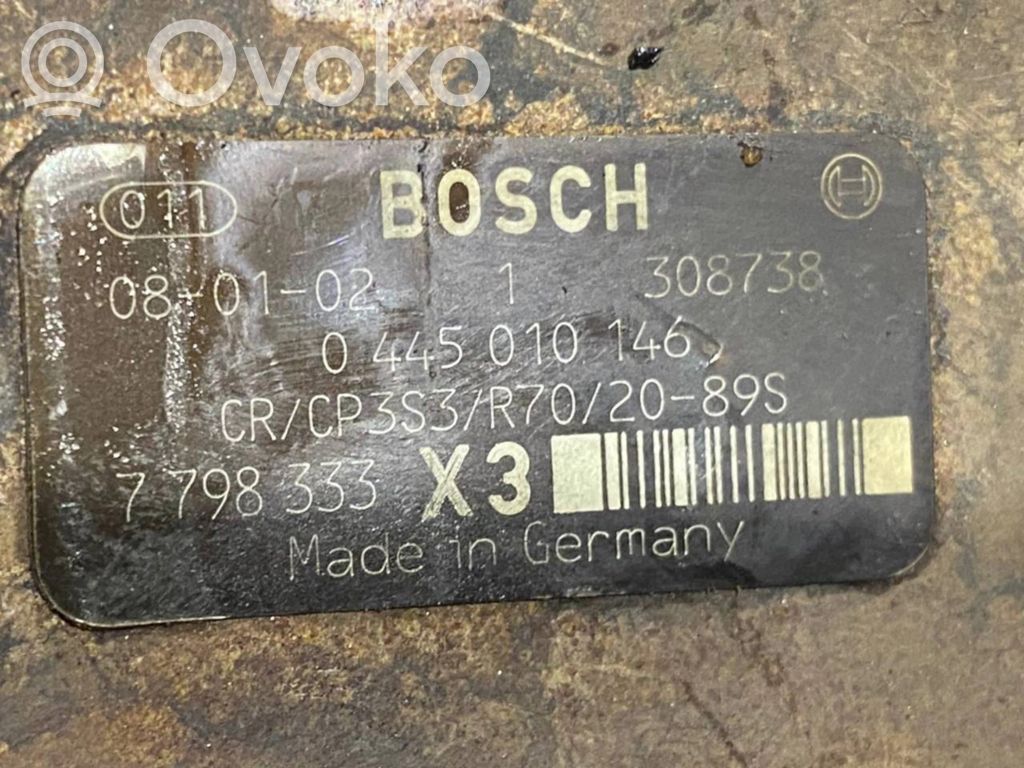 Ovoko
011 BOSCH
08-01-02 1 308738
0 445 010 146
CR/CP3S3/R70/20-89S
7 798 333 X3
Made in Germany